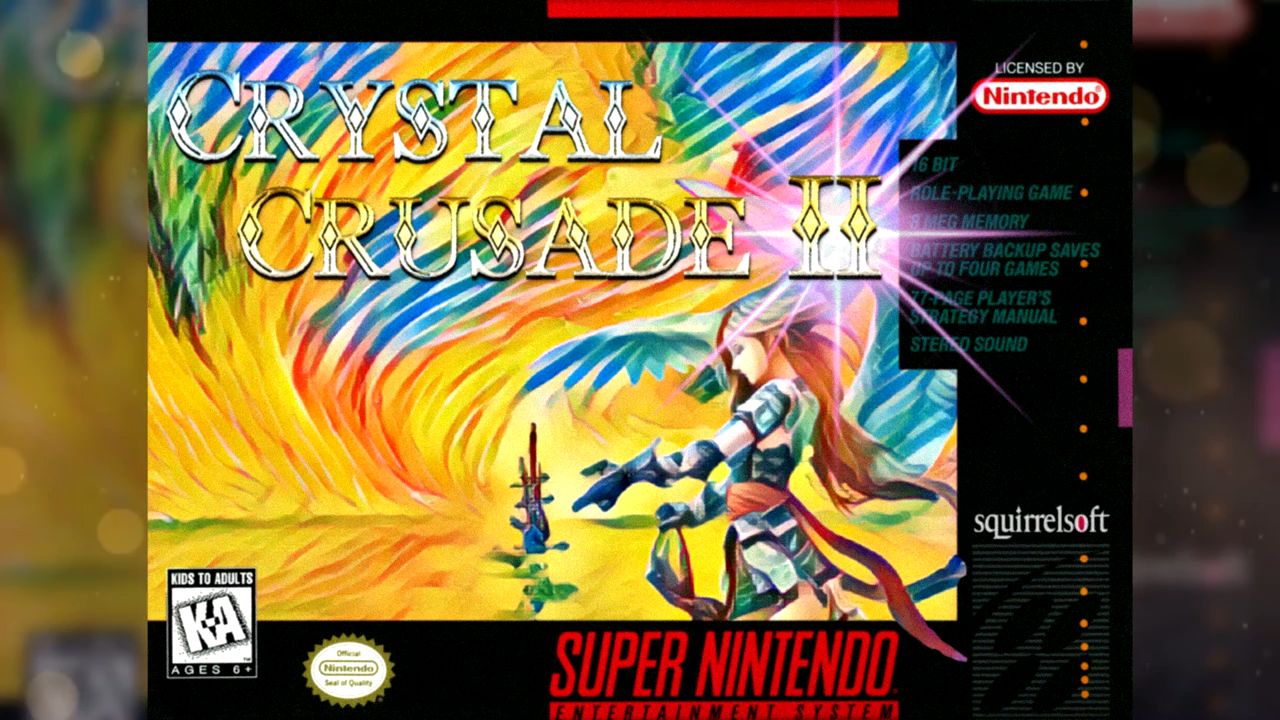 CRYSTAL
CRUSADE II
LICENSED BY
Nintendo®
16 BIT
ROLE-PLAYING GAME
8 MEG MEMORY
BATTERY BACKUP SAVES
UP TO FOUR GAMES
77-PAGE PLAYER'S
STRATEGY MANUAL
STEREO SOUND
squirrelsoft
KIDS TO ADULTS
K-A
AGES 6+
Official
Nintendo
Seal of Quality
SUPER NINTENDO
ENTERTAINMENT SYSTEM